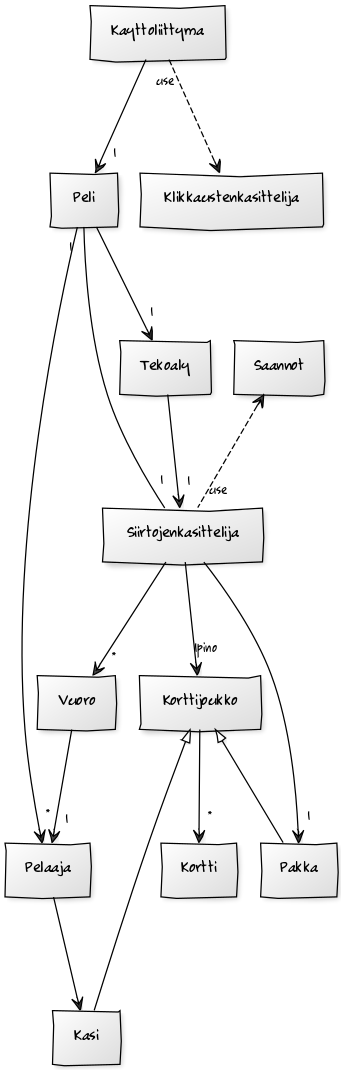 Kayttoliittyma
use
1
Peli
Klikkaustenkasittelija
1
1
Tekoaly
Saannot
1
1
use
Siirtojenkasittelija
*
1pino
Vuoro
Korttijoukko
*
1
*
1
Pelaaja
Kortti
Pakka
Kasi